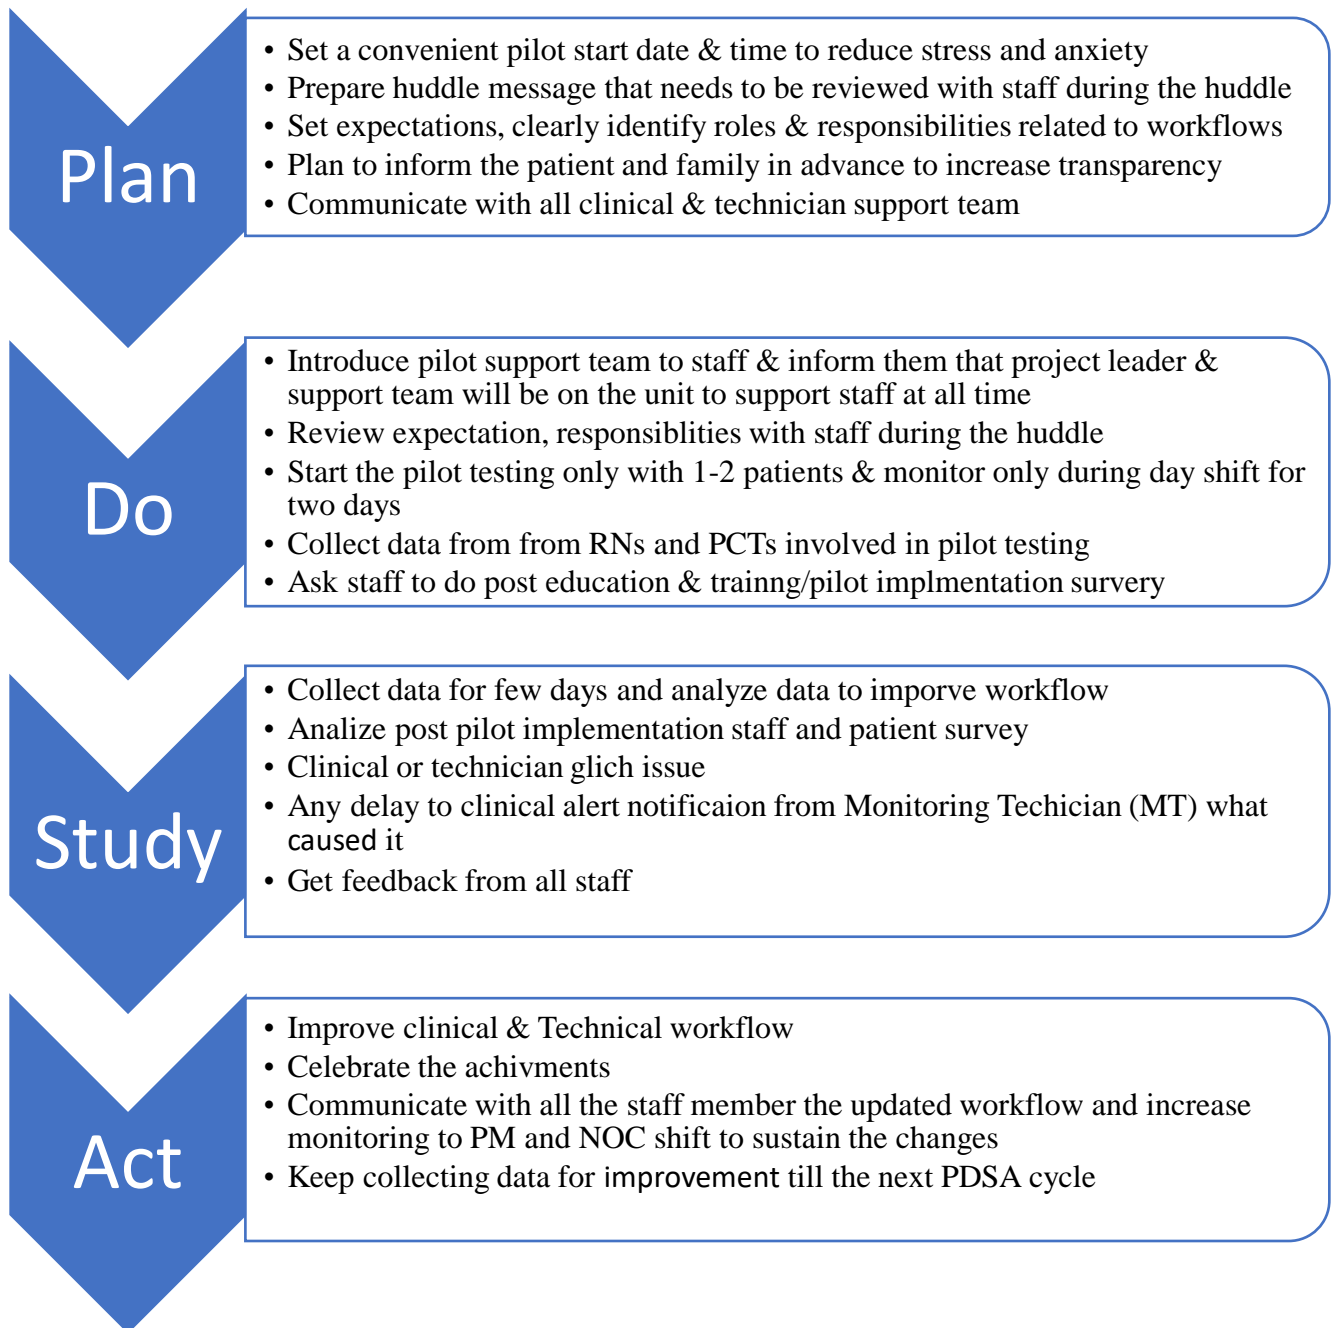 Plan
• Set a convenient pilot start date & time to reduce stress and anxiety
• Prepare huddle message that needs to be reviewed with staff during the huddle
• Set expectations, clearly identify roles & responsibilities related to workflows
• Plan to inform the patient and family in advance to increase transparency
• Communicate with all clinical & technician support team
Do
• Introduce pilot support team to staff & inform them that project leader &
support team will be on the unit to support staff at all time
• Review expectation, responsiblities with staff during the huddle
• Start the pilot testing only with 1-2 patients & monitor only during day shift for
two days
• Collect data from from RNs and PCTs involved in pilot testing
• Ask staff to do post education & trainng/pilot implmentation survery
Study
• Collect data for few days and analyze data to imporve workflow
• Analize post pilot implementation staff and patient survey
• Clinical or technician glich issue
• Any delay to clinical alert notificaion from Monitoring Techician (MT) what
caused it
• Get feedback from all staff
Act
• Improve clinical & Technical workflow
• Celebrate the achivments
• Communicate with all the staff member the updated workflow and increase
monitoring to PM and NOC shift to sustain the changes
• Keep collecting data for improvement till the next PDSA cycle